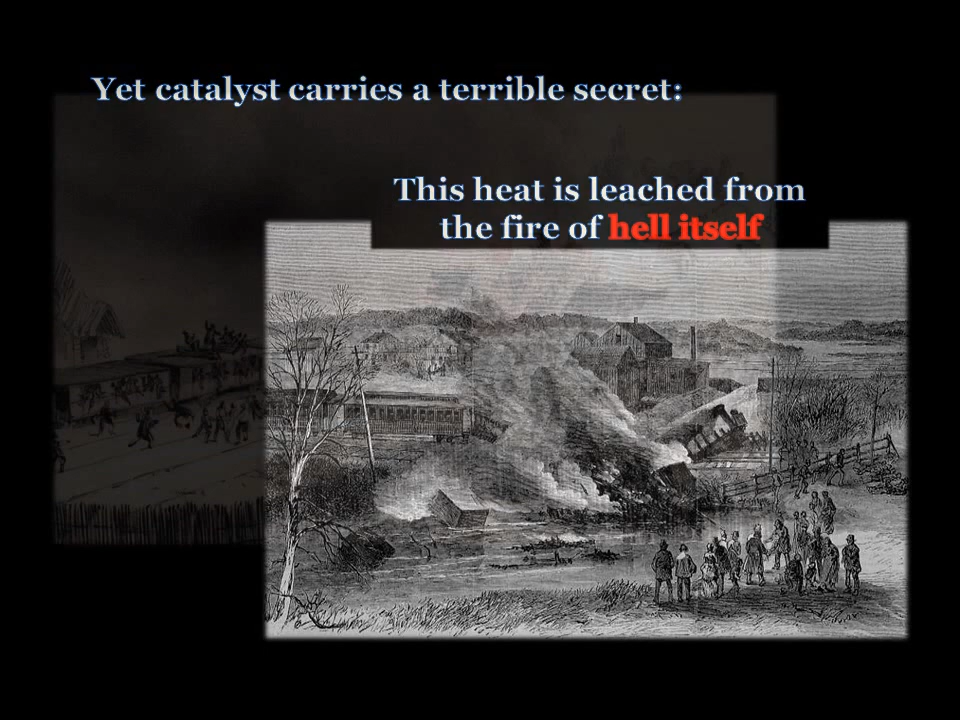 Yet catalyst carries a terrible secret:
This heat is leached from
the fire of hell itself